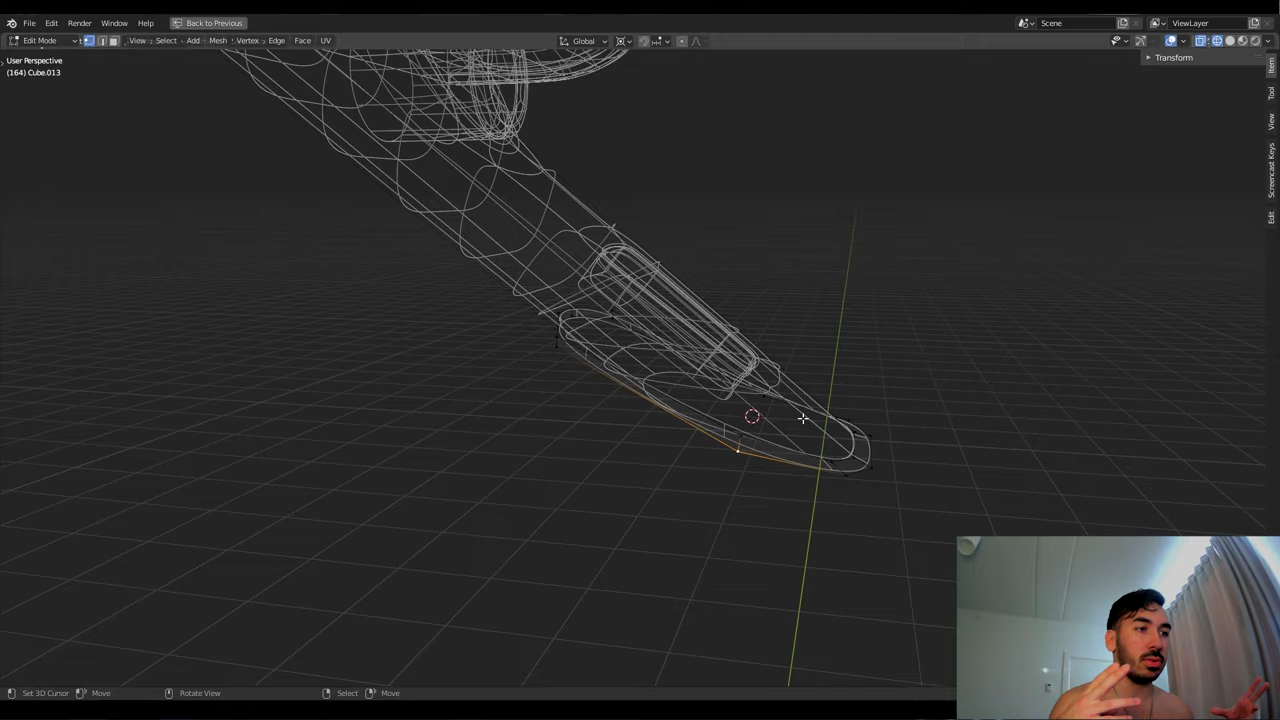 File Edit Render Window Help Back to Previous Scene ViewLayer
Edit Mode View Select Add Mesh Vertex Edge Face UV Global
User Perspective
(164) Cube.013
Transform
Item
Tool
View
Screencast Keys
Edit
Set 3D Cursor Move Rotate View Select Move